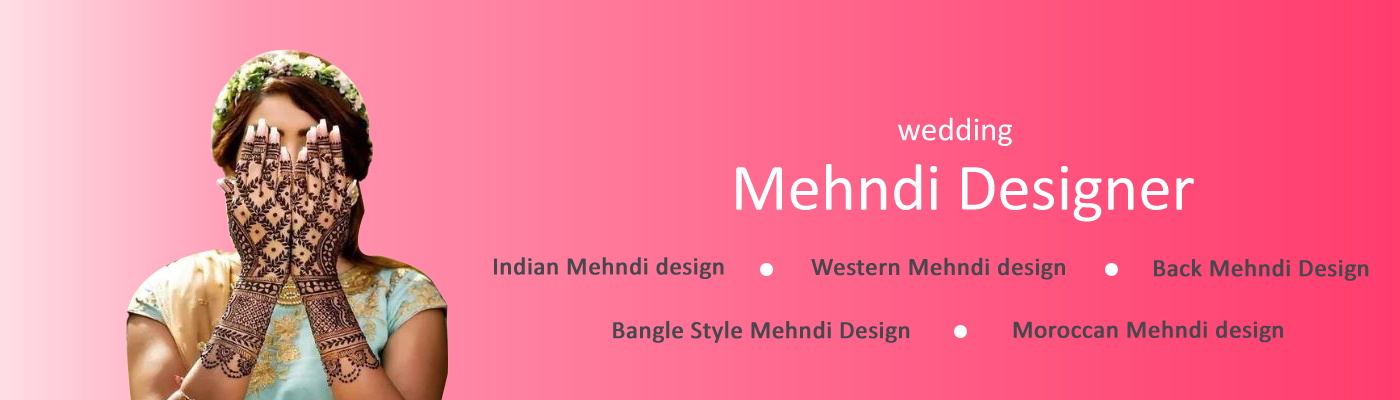 wedding
Mehndi Designer
Indian Mehndi design ● Western Mehndi design ● Back Mehndi Design
Bangle Style Mehndi Design ● Moroccan Mehndi design